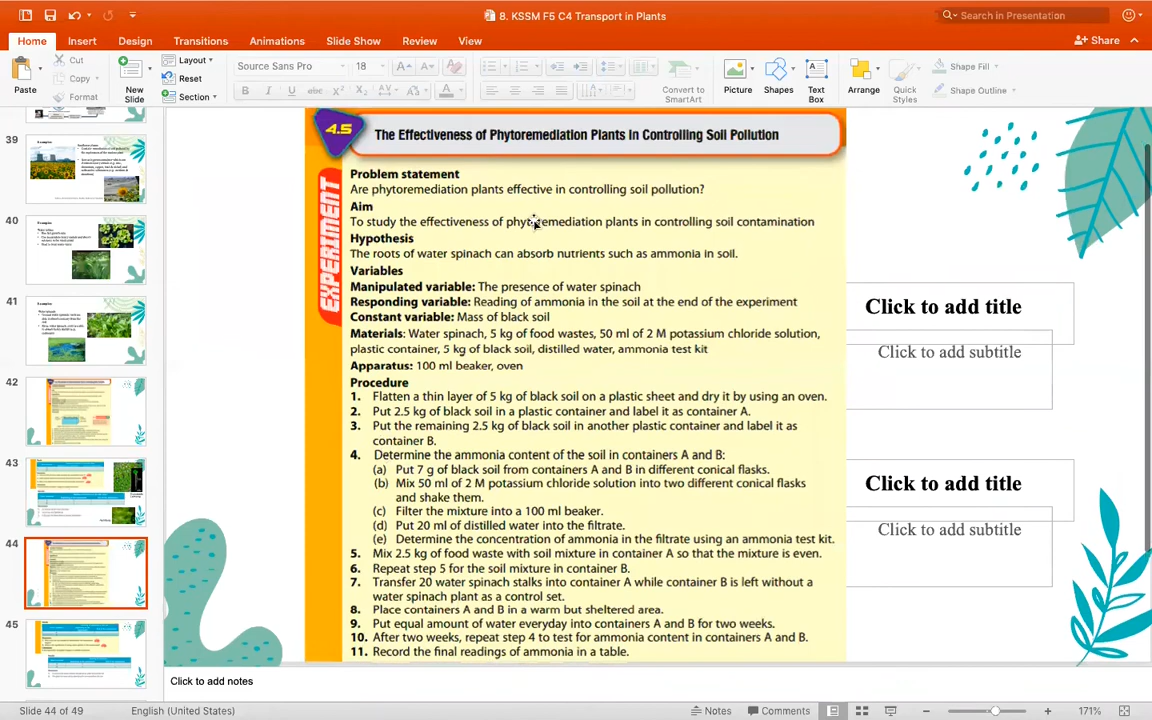 8. KSSM F5 C4 Transport in Plants
Search in Presentation
Home Insert Design Transitions Animations Slide Show Review View
Share
Paste
Cut
Copy
Format
New Slide
Layout
Reset
Section
Source Sans Pro 18
B I U abc X² X₂ AV Aa A
Convert to SmartArt
Picture
Shapes
Text Box
Arrange
Quick Styles
Shape Fill
Shape Outline
39
40
41
42
43
44
45
4.5
The Effectiveness of Phytoremediation Plants in Controlling Soil Pollution
EXPERIMENT
Problem statement
Are phytoremediation plants effective in controlling soil pollution?
Aim
To study the effectiveness of phytoremediation plants in controlling soil contamination
Hypothesis
The roots of water spinach can absorb nutrients such as ammonia in soil.
Variables
Manipulated variable: The presence of water spinach
Responding variable: Reading of ammonia in the soil at the end of the experiment
Constant variable: Mass of black soil
Materials: Water spinach, 5 kg of food wastes, 50 ml of 2 M potassium chloride solution,
plastic container, 5 kg of black soil, distilled water, ammonia test kit
Apparatus: 100 ml beaker, oven
Procedure
1. Flatten a thin layer of 5 kg of black soil on a plastic sheet and dry it by using an oven.
2. Put 2.5 kg of black soil in a plastic container and label it as container A.
3. Put the remaining 2.5 kg of black soil in another plastic container and label it as
container B.
4. Determine the ammonia content of the soil in containers A and B:
(a) Put 7 g of black soil from containers A and B in different conical flasks.
(b) Mix 50 ml of 2 M potassium chloride solution into two different conical flasks
and shake them.
(c) Filter the mixture into a 100 ml beaker.
(d) Put 20 ml of distilled water into the filtrate.
(e) Determine the concentration of ammonia in the filtrate using an ammonia test kit.
5. Mix 2.5 kg of food waste with soil mixture in container A so that the mixture is even.
6. Repeat step 5 for the soil mixture in container B.
7. Transfer 20 water spinach stalks into container A while container B is left without a
water spinach plant as a control set.
8. Place containers A and B in a warm but sheltered area.
9. Put equal amount of water everyday into containers A and B for two weeks.
10. After two weeks, repeat step 4 to test for ammonia content in containers A and B.
11. Record the final readings of ammonia in a table.
Click to add title
Click to add subtitle
Click to add title
Click to add subtitle
Click to add notes
Slide 44 of 49 English (United States) Notes Comments 171%